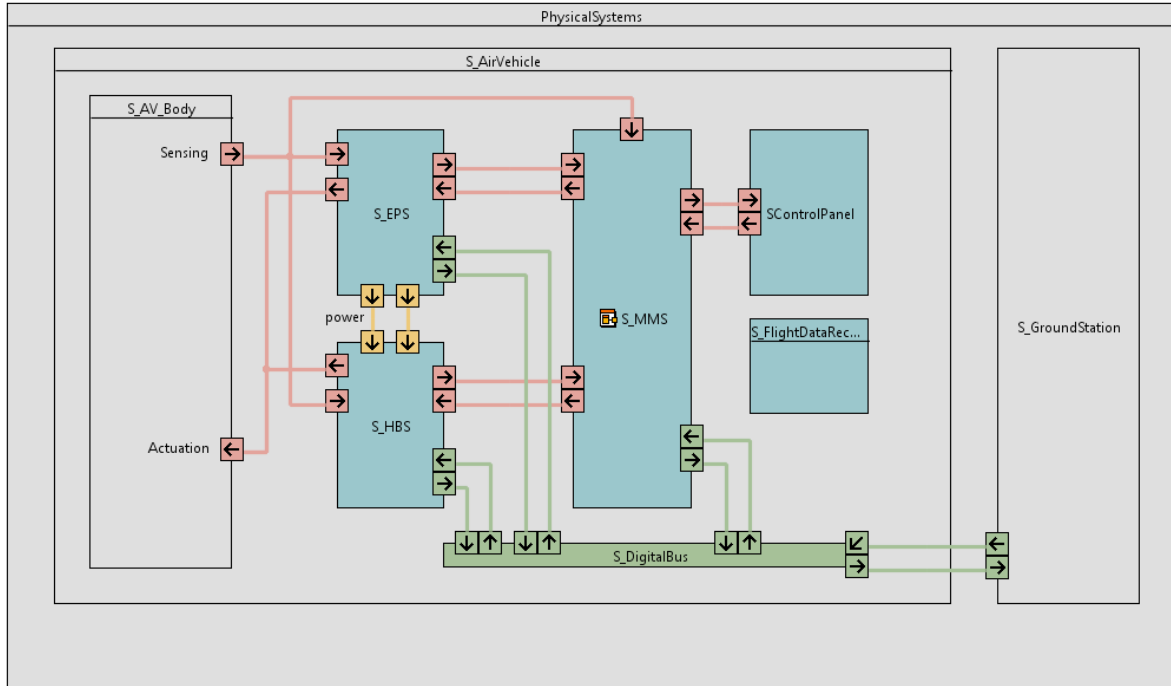 PhysicalSystems
S_AirVehicle
S_AV_Body
Sensing
S_EPS
SControlPanel
power
S_MMS
S_FlightDataRec...
S_GroundStation
S_HBS
Actuation
S_DigitalBus